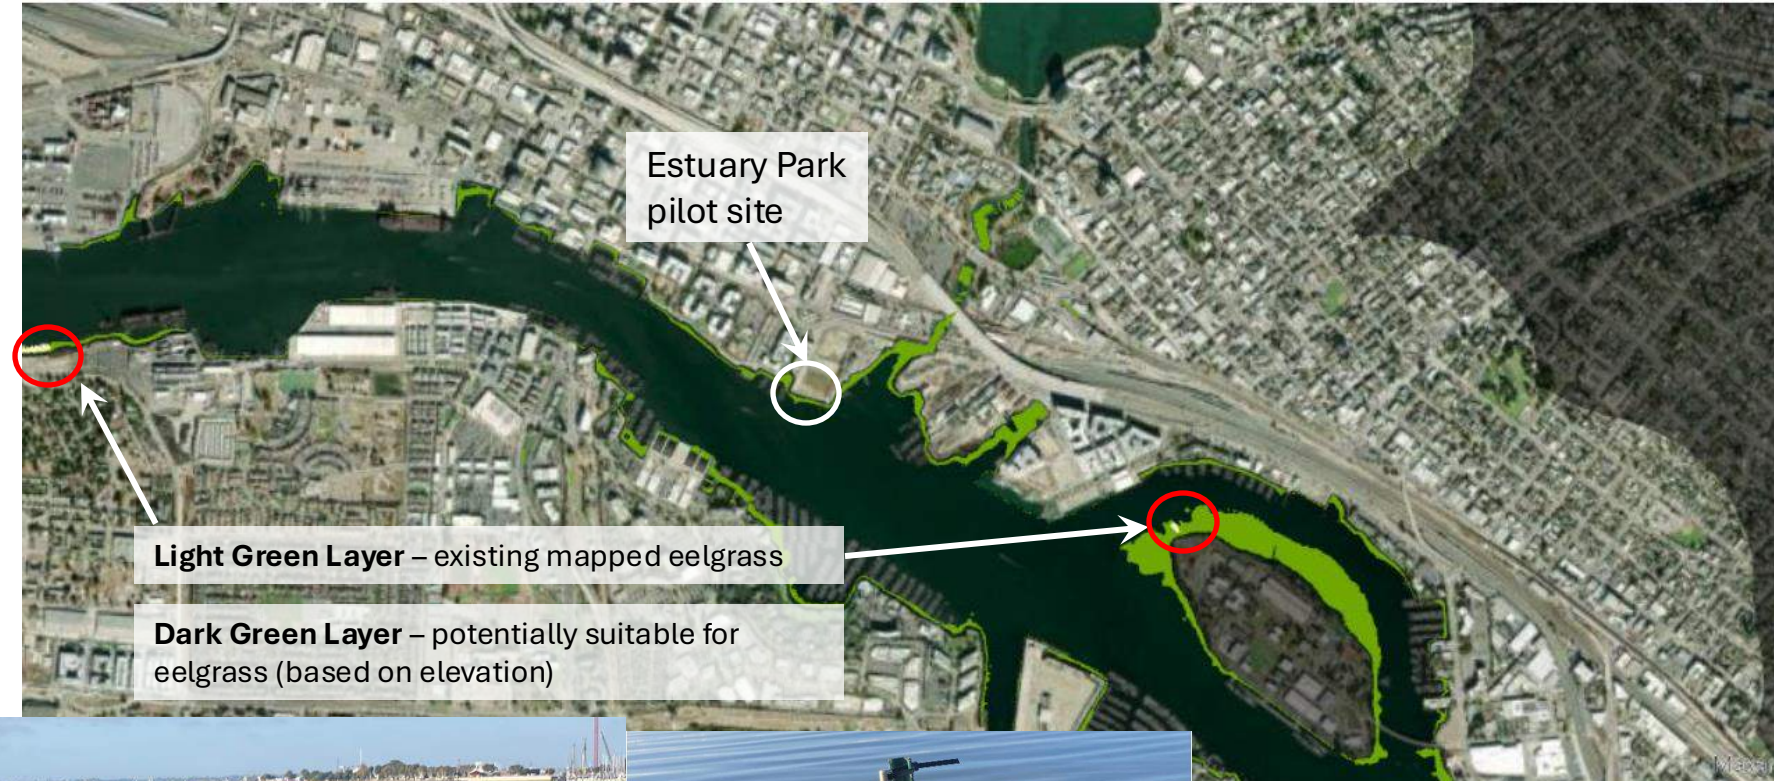 Estuary Park
pilot site
Light Green Layer – existing mapped eelgrass
Dark Green Layer – potentially suitable for
eelgrass (based on elevation)
Maxar